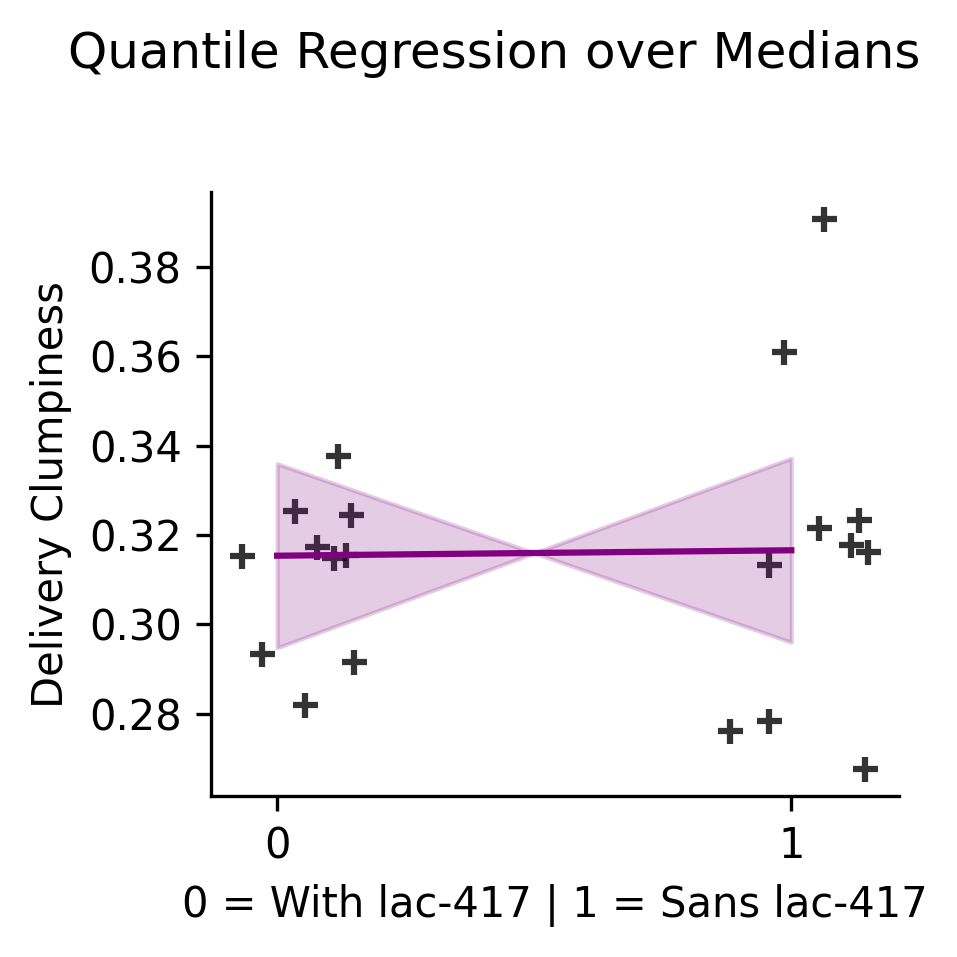 Quantile Regression over Medians
Delivery Clumpiness
0.38
0.36
0.34
0.32
0.30
0.28
0
1
0 = With lac-417 | 1 = Sans lac-417